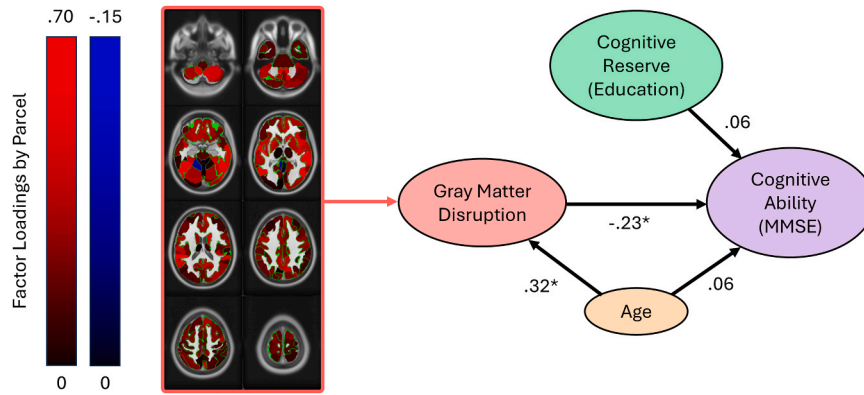 .70
-.15
Factor Loadings by Parcel
0
0
Cognitive
Reserve
(Education)
.06
Gray Matter
Disruption
-.23*
Cognitive
Ability
(MMSE)
.32*
.06
Age